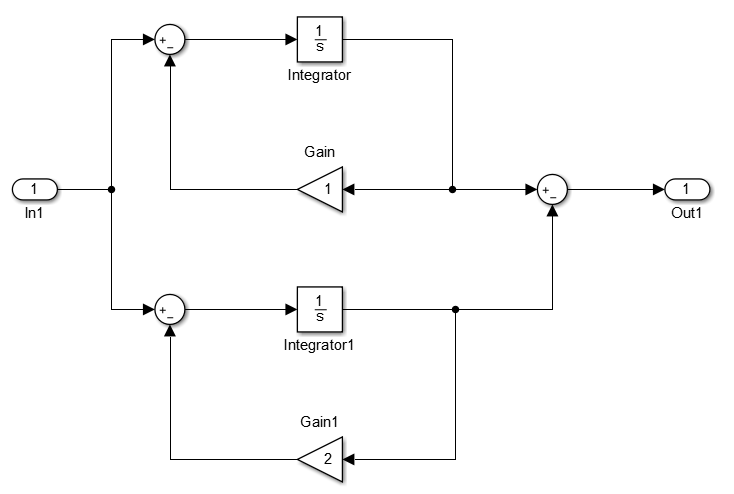 +
−
1
s
Integrator
Gain
1
1
In1
+
−
1
Out1
+
−
1
s
Integrator1
Gain1
2